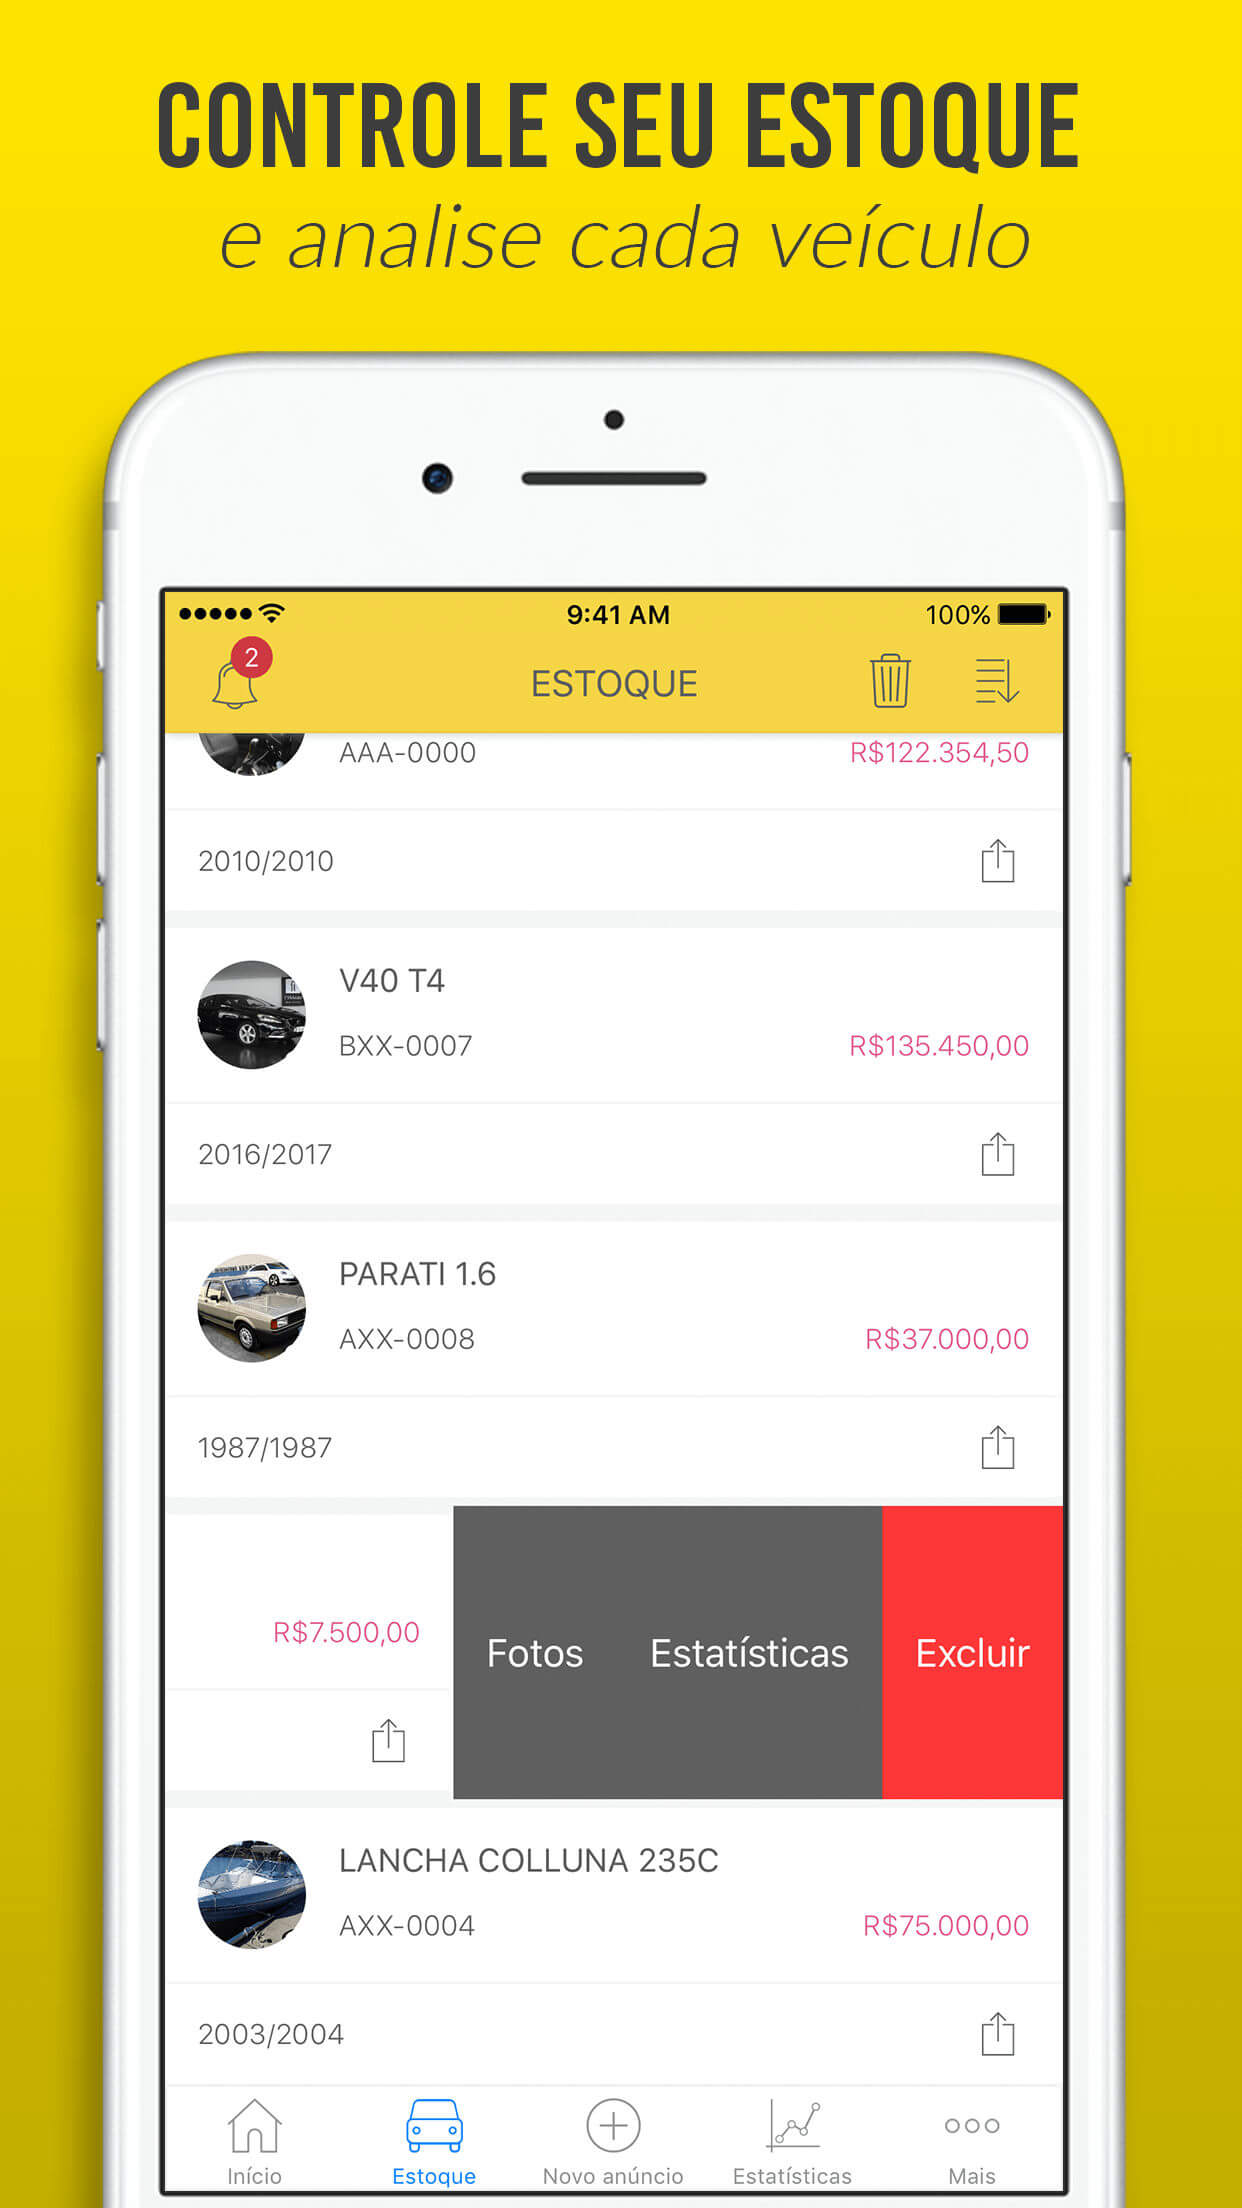 CONTROLE SEU ESTOQUE
e analise cada veículo
9:41 AM
100%
2
ESTOQUE
AAA-0000
R$122.354,50
2010/2010
V40 T4
BXX-0007
R$135.450,00
2016/2017
PARATI 1.6
AXX-0008
R$37.000,00
1987/1987
R$7.500,00
Fotos
Estatísticas
Excluir
LANCHA COLLUNA 235C
AXX-0004
R$75.000,00
2003/2004
Início
Estoque
Novo anúncio
Estatísticas
Mais